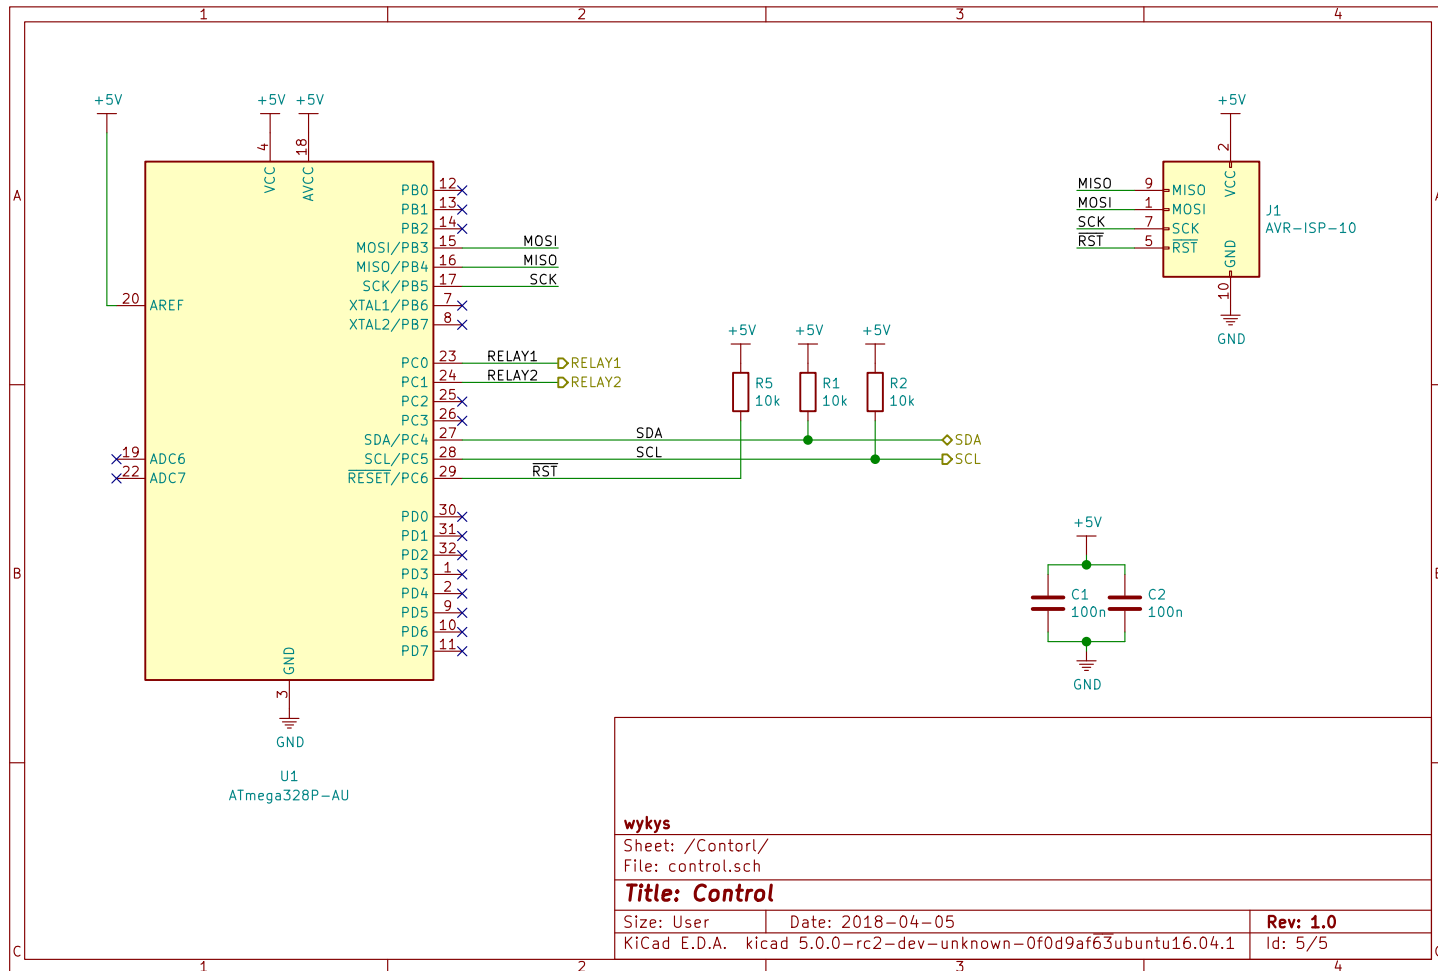 1 2 3 4
+5V +5V +5V +5V
4 VCC
18 AVCC
2 VCC
A A
PB0 12
PB1 13
PB2 14
MOSI/PB3 15 MOSI
MISO/PB4 16 MISO
SCK/PB5 17 SCK
XTAL1/PB6 7
XTAL2/PB7 8
20 AREF
MISO 9 MISO
MOSI 1 MOSI
SCK 7 SCK
RST 5 RST
J1
AVR-ISP-10
GND
10
GND
PC0 23 RELAY1 RELAY1
PC1 24 RELAY2 RELAY2
PC2 25
PC3 26
SDA/PC4 27 SDA SDA
SCL/PC5 28 SCL SCL
RESET/PC6 29 RST
+5V +5V +5V
R5 R1 R2
10k 10k 10k
19 ADC6
22 ADC7
PD0 30
PD1 31
PD2 32
PD3 1
PD4 2
PD5 9
PD6 10
PD7 11
B
+5V
C1 C2
100n 100n
GND
GND
3
GND
U1
ATmega328P-AU
wykys
Sheet: /Contorl/
File: control.sch
Title: Control
Size: User Date: 2018-04-05 Rev: 1.0
KiCad E.D.A. kicad 5.0.0-rc2-dev-unknown-0f0d9af63ubuntu16.04.1 Id: 5/5
C
1 2 3 4